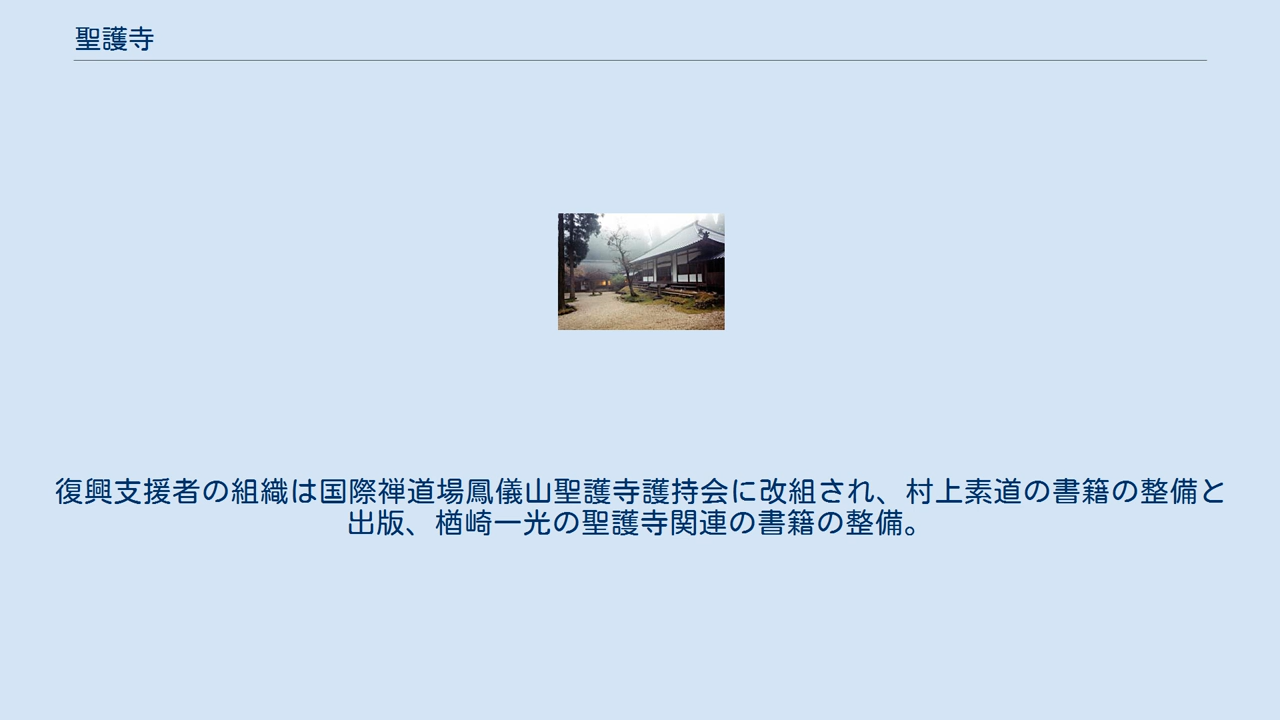 聖護寺
復興支援者の組織は国際禅道場鳳儀山聖護寺護持会に改組され、村上素道の書籍の整備と
出版、楢崎一光の聖護寺関連の書籍の整備。